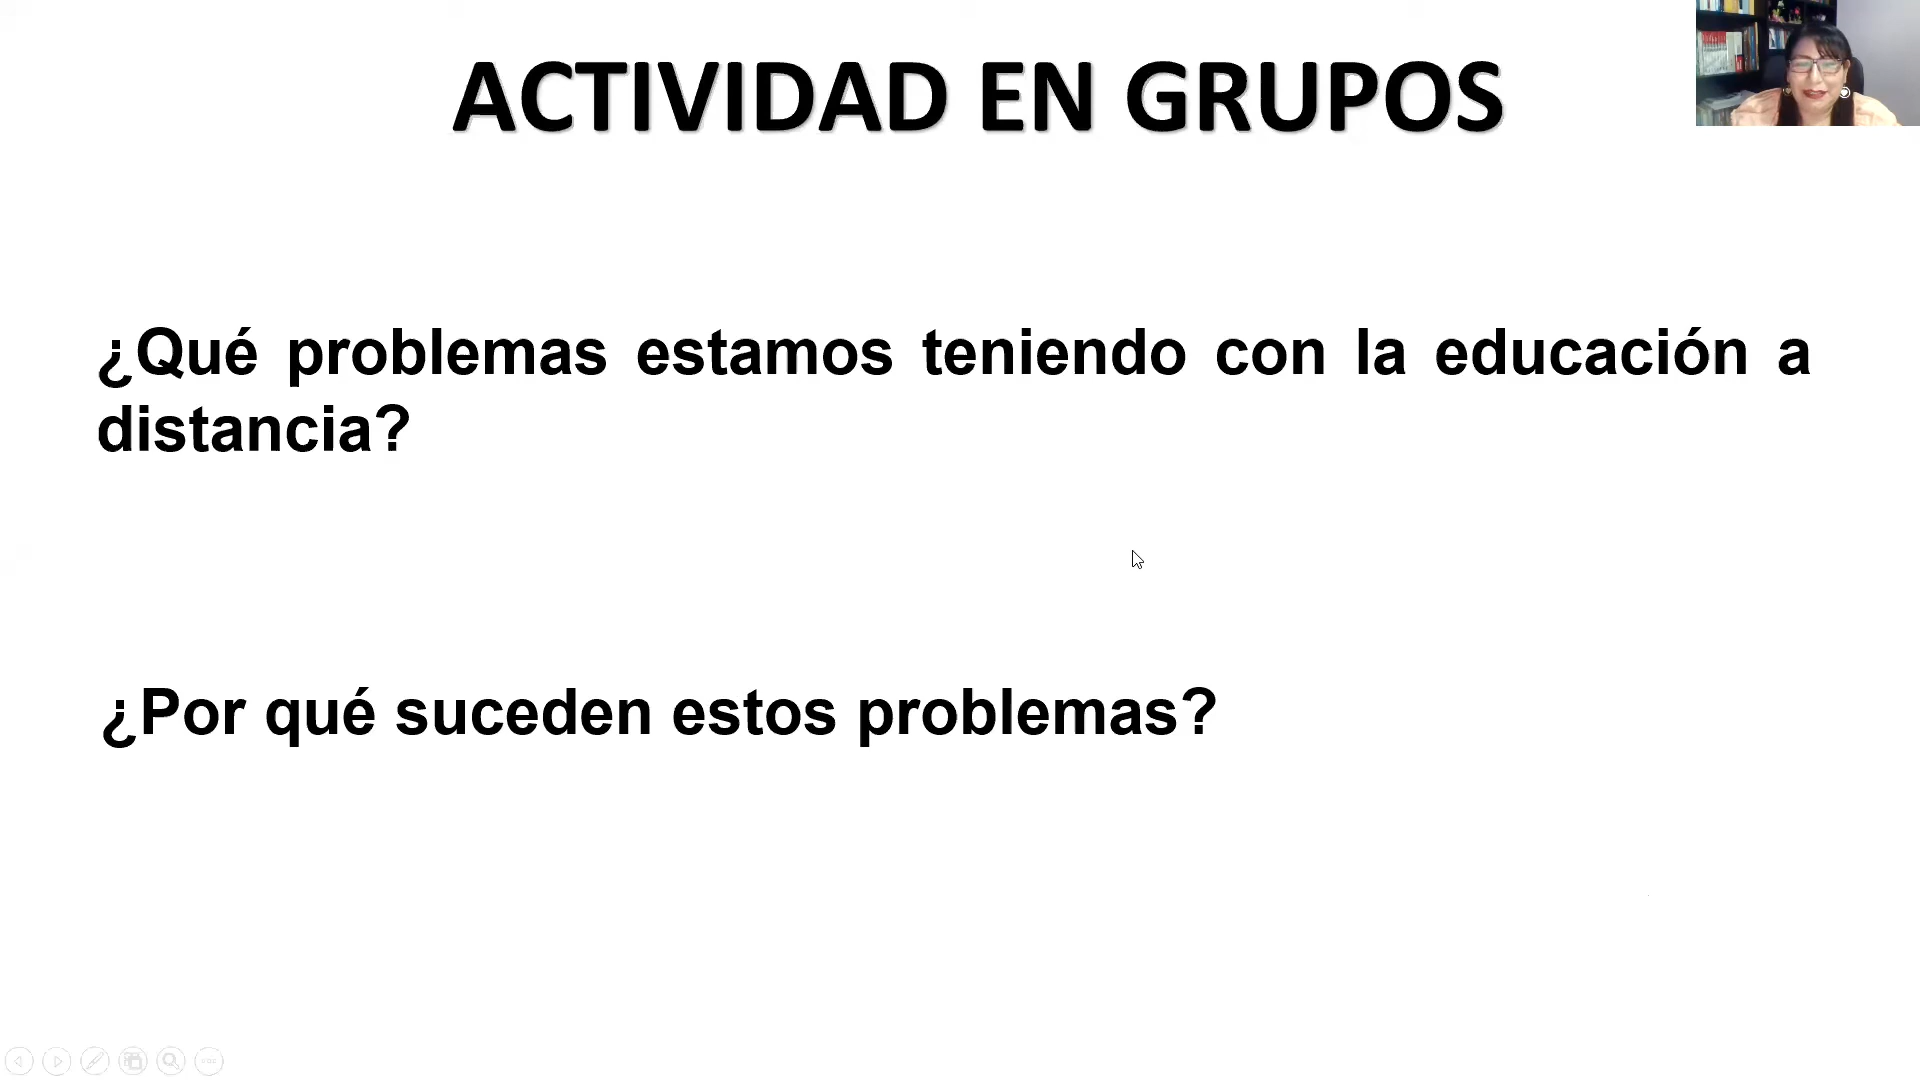 ACTIVIDAD EN GRUPOS
¿Qué problemas estamos teniendo con la educación a
distancia?
¿Por qué suceden estos problemas?